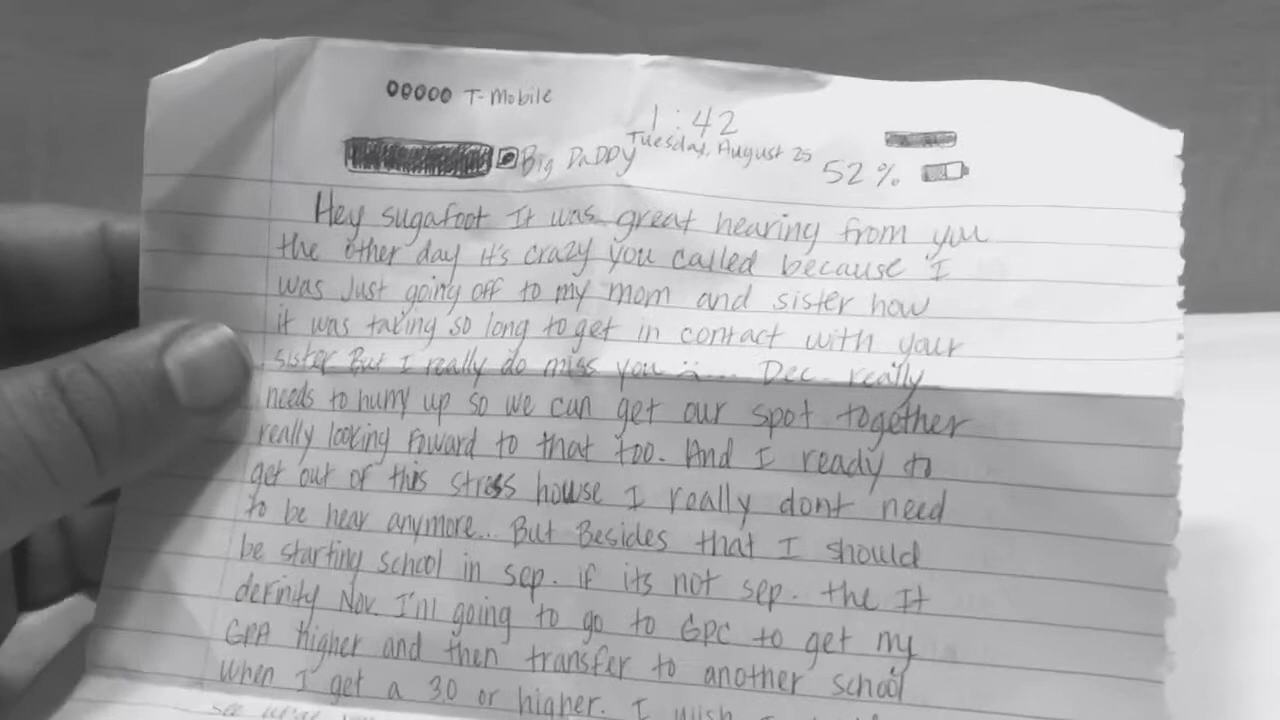 00000 T-Mobile
1:42
Tuesday, August 25
Big DaDDy
52%
Hey sugafoot It was great hearing from you
the other day it's crazy you called because I
was Just going off to my mom and sister how
it was taking so long to get in contact with your
sister But I really do miss you :... Dec. really
needs to hurry up so we can get our spot together
really looking foward to that too. And I ready to
get out of this stress house I really dont need
to be hear anymore... But Besides that I should
be starting school in sep. if its not sep. the It
definity Nov. I'm going to go to GPC to get my
GPA higher and then transfer to another school
when I get a 3.0 or higher. I wish I